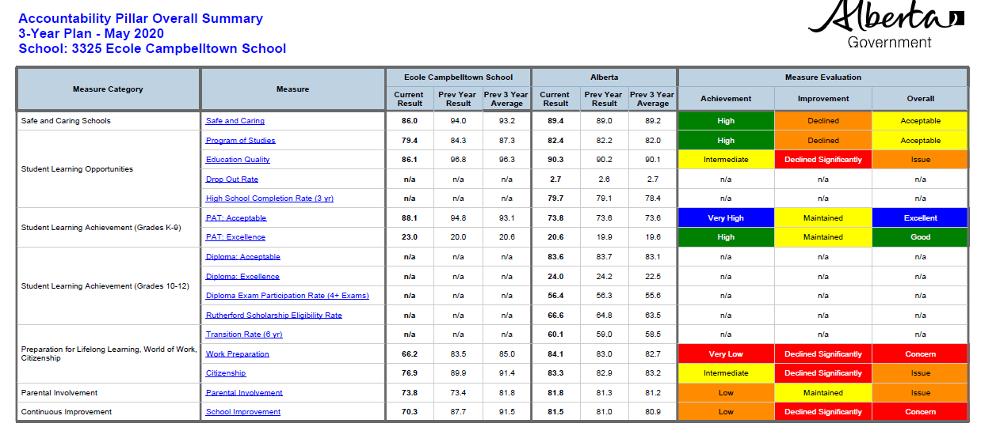 Accountability Pillar Overall Summary
3-Year Plan - May 2020
School: 3325 Ecole Campbelltown School
Alberta
Government
Measure Category Measure Ecole Campbelltown School Alberta Measure Evaluation
Current Result Prev Year Result Prev 3 Year Average Current Result Prev Year Result Prev 3 Year Average Achievement Improvement Overall
Safe and Caring Schools Safe and Caring 86.0 94.0 93.2 89.4 89.0 89.2 High Declined Acceptable
Student Learning Opportunities Program of Studies 79.4 84.3 87.3 82.4 82.2 82.0 High Declined Acceptable
Education Quality 86.1 96.8 96.3 90.3 90.2 90.1 Intermediate Declined Significantly Issue
Drop Out Rate n/a n/a n/a 2.7 2.6 2.7 n/a n/a n/a
High School Completion Rate (3 yr) n/a n/a n/a 79.7 79.1 78.4 n/a n/a n/a
Student Learning Achievement (Grades K-9) PAT: Acceptable 88.1 94.8 93.1 73.8 73.6 73.6 Very High Maintained Excellent
PAT: Excellence 23.0 20.0 20.6 20.6 19.9 19.6 High Maintained Good
Student Learning Achievement (Grades 10-12) Diploma: Acceptable n/a n/a n/a 83.6 83.7 83.1 n/a n/a n/a
Diploma: Excellence n/a n/a n/a 24.0 24.2 22.5 n/a n/a n/a
Diploma Exam Participation Rate (4+ Exams) n/a n/a n/a 56.4 56.3 55.6 n/a n/a n/a
Rutherford Scholarship Eligibility Rate n/a n/a n/a 66.6 64.8 63.5 n/a n/a n/a
Preparation for Lifelong Learning, World of Work, Citizenship Transition Rate (6 yr) n/a n/a n/a 60.1 59.0 58.5 n/a n/a n/a
Work Preparation 66.2 83.5 85.0 84.1 83.0 82.7 Very Low Declined Significantly Concern
Citizenship 76.9 89.9 91.4 83.3 82.9 83.2 Intermediate Declined Significantly Issue
Parental Involvement Parental Involvement 73.8 73.4 81.8 81.8 81.3 81.2 Low Maintained Issue
Continuous Improvement School Improvement 70.3 87.7 91.5 81.5 81.0 80.9 Low Declined Significantly Concern